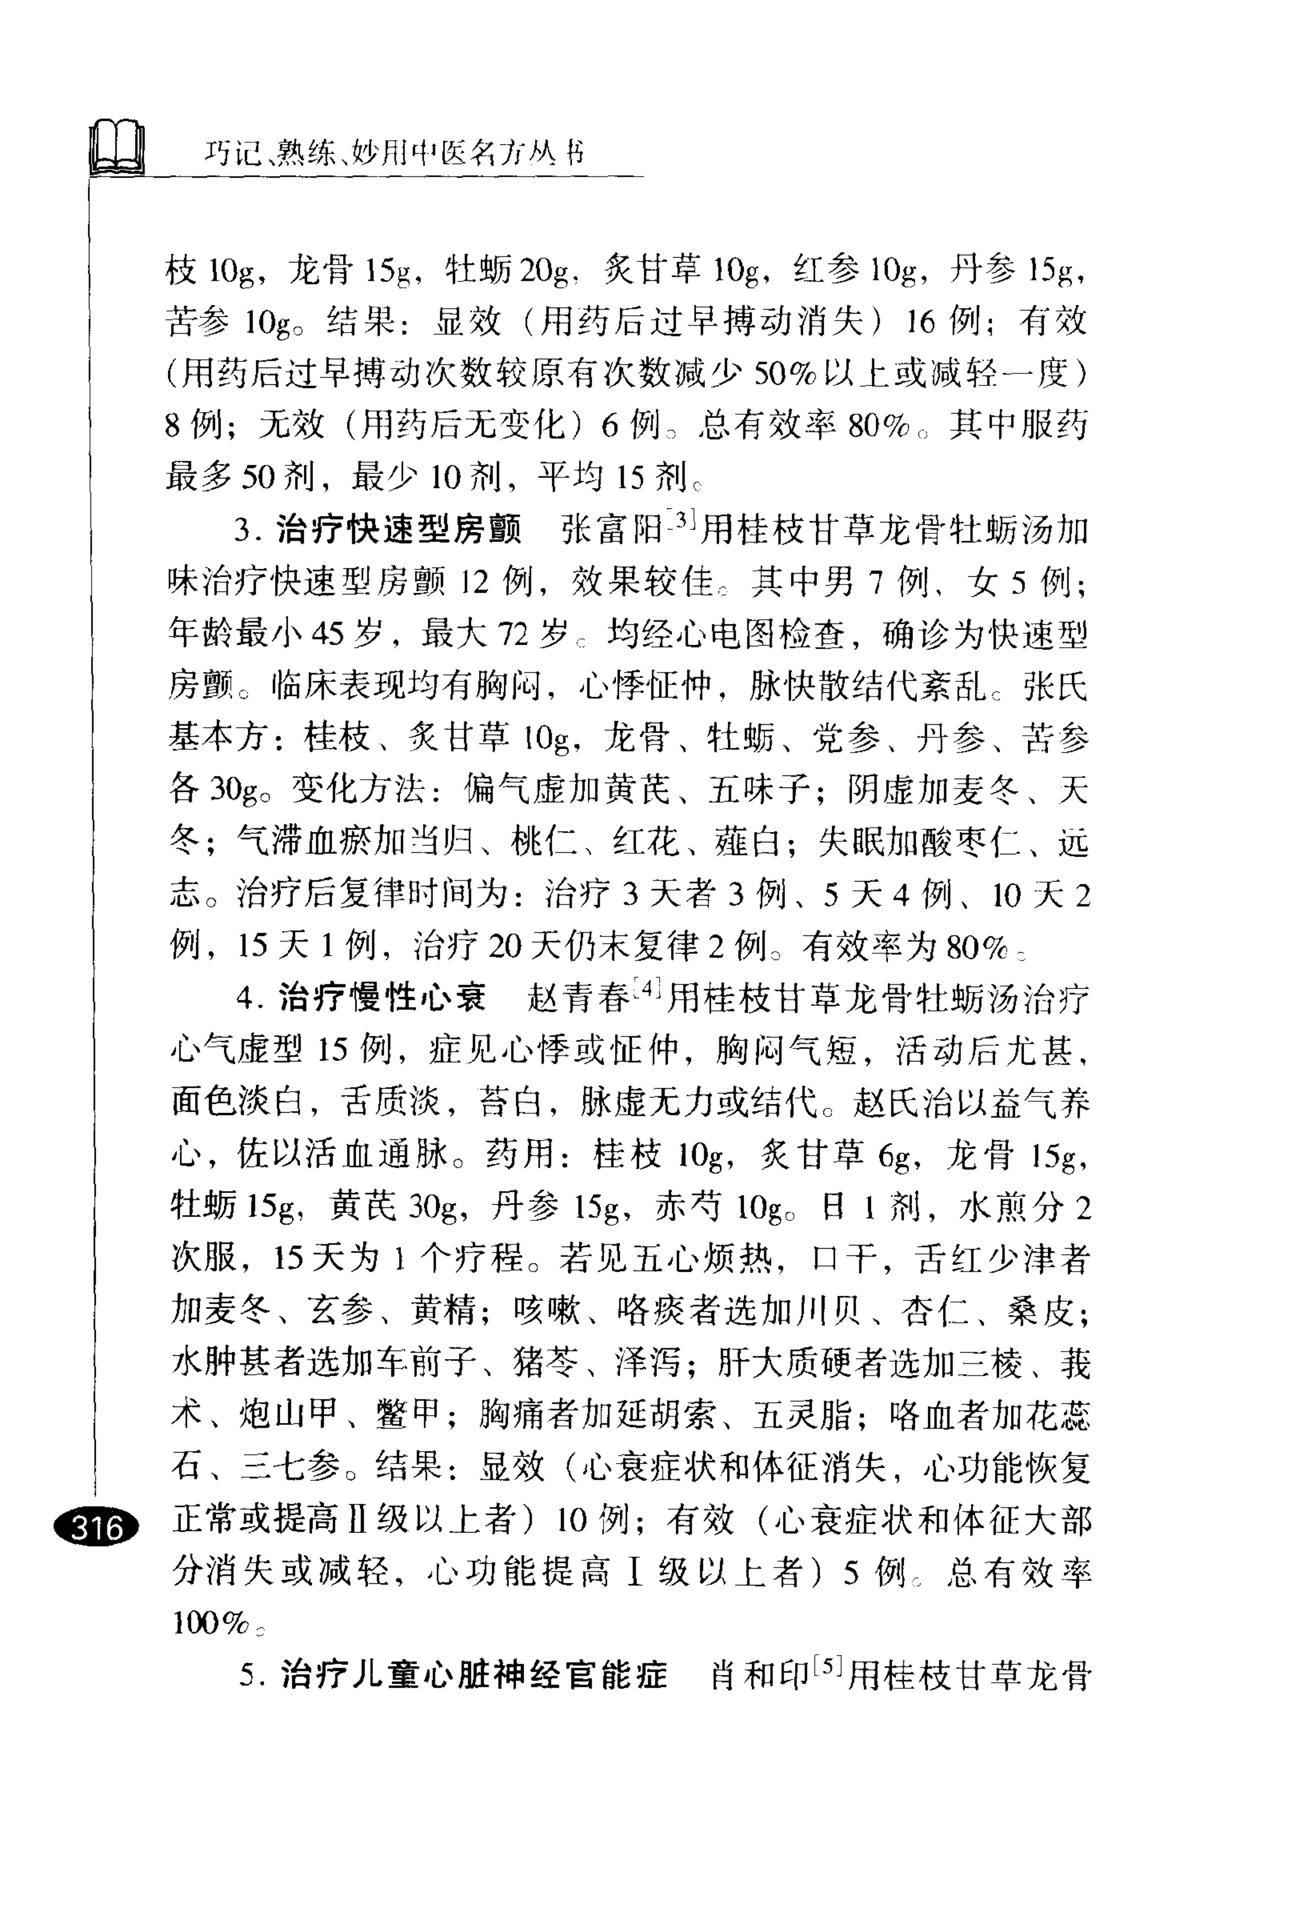 巧记、熟练、妙用中医名方丛书
枝 10g，龙骨 15g，牡蛎 20g，炙甘草 10g，红参 10g，丹参 15g，
苦参 10g。结果：显效（用药后过早搏动消失）16 例；有效
（用药后过早搏动次数较原有次数减少 50%以上或减轻一度）
8 例；无效（用药后无变化）6 例。总有效率 80%。其中服药
最多 50 剂，最少 10 剂，平均 15 剂。
3. 治疗快速型房颤　张富阳[3]用桂枝甘草龙骨牡蛎汤加
味治疗快速型房颤 12 例，效果较佳。其中男 7 例、女 5 例；
年龄最小 45 岁，最大 72 岁。均经心电图检查，确诊为快速型
房颤。临床表现均有胸闷，心悸怔忡，脉快散结代紊乱。张氏
基本方：桂枝、炙甘草 10g，龙骨、牡蛎、党参、丹参、苦参
各 30g。变化方法：偏气虚加黄芪、五味子；阴虚加麦冬、天
冬；气滞血瘀加当归、桃仁、红花、薤白；失眠加酸枣仁、远
志。治疗后复律时间为：治疗 3 天者 3 例、5 天 4 例、10 天 2
例，15 天 1 例，治疗 20 天仍未复律 2 例。有效率为 80%。
4. 治疗慢性心衰　赵青春[4]用桂枝甘草龙骨牡蛎汤治疗
心气虚型 15 例，症见心悸或怔忡，胸闷气短，活动后尤甚，
面色淡白，舌质淡，苔白，脉虚无力或结代。赵氏治以益气养
心，佐以活血通脉。药用：桂枝 10g，炙甘草 6g，龙骨 15g，
牡蛎 15g，黄芪 30g，丹参 15g，赤芍 10g。日 1 剂，水煎分 2
次服，15 天为 1 个疗程。若见五心烦热，口干，舌红少津者
加麦冬、玄参、黄精；咳嗽、咯痰者选加川贝、杏仁、桑皮；
水肿甚者选加车前子、猪苓、泽泻；肝大质硬者选加三棱、莪
术、炮山甲、鳖甲；胸痛者加延胡索、五灵脂；咯血者加花蕊
石、三七参。结果：显效（心衰症状和体征消失，心功能恢复
正常或提高Ⅱ级以上者）10 例；有效（心衰症状和体征大部
分消失或减轻，心功能提高Ⅰ级以上者）5 例。总有效率
100%。
5. 治疗儿童心脏神经官能症　肖和印[5]用桂枝甘草龙骨
316